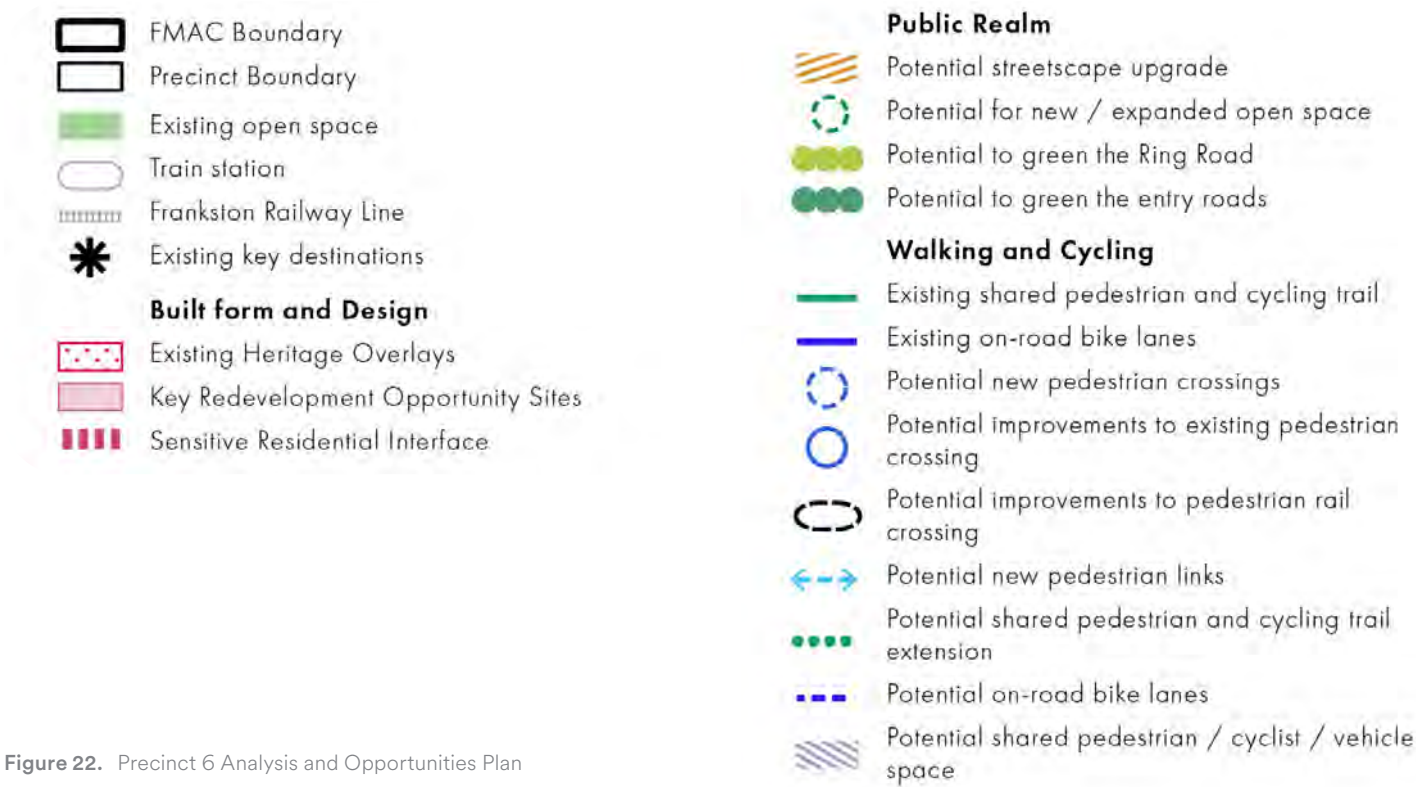 FMAC Boundary
Precinct Boundary
Existing open space
Train station
Frankston Railway Line
Existing key destinations
Built form and Design
Existing Heritage Overlays
Key Redevelopment Opportunity Sites
Sensitive Residential Interface
Public Realm
Potential streetscape upgrade
Potential for new / expanded open space
Potential to green the Ring Road
Potential to green the entry roads
Walking and Cycling
Existing shared pedestrian and cycling trail
Existing on-road bike lanes
Potential new pedestrian crossings
Potential improvements to existing pedestrian
crossing
Potential improvements to pedestrian rail
crossing
Potential new pedestrian links
Potential shared pedestrian and cycling trail
extension
Potential on-road bike lanes
Potential shared pedestrian / cyclist / vehicle
space
Figure 22. Precinct 6 Analysis and Opportunities Plan